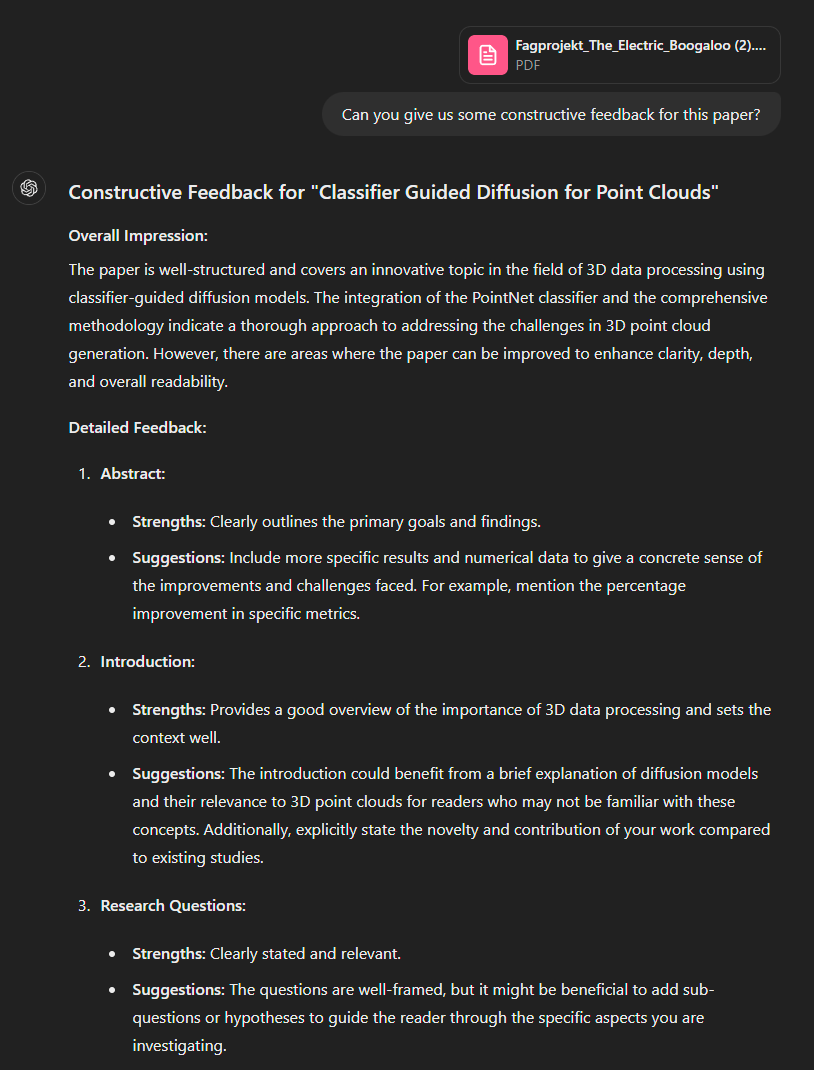 Fagprojekt_The_Electric_Boogaloo (2)....
PDF
Can you give us some constructive feedback for this paper?
Constructive Feedback for "Classifier Guided Diffusion for Point Clouds"
Overall Impression:
The paper is well-structured and covers an innovative topic in the field of 3D data processing using
classifier-guided diffusion models. The integration of the PointNet classifier and the comprehensive
methodology indicate a thorough approach to addressing the challenges in 3D point cloud
generation. However, there are areas where the paper can be improved to enhance clarity, depth,
and overall readability.
Detailed Feedback:
1. Abstract:
• Strengths: Clearly outlines the primary goals and findings.
• Suggestions: Include more specific results and numerical data to give a concrete sense of
the improvements and challenges faced. For example, mention the percentage
improvement in specific metrics.
2. Introduction:
• Strengths: Provides a good overview of the importance of 3D data processing and sets the
context well.
• Suggestions: The introduction could benefit from a brief explanation of diffusion models
and their relevance to 3D point clouds for readers who may not be familiar with these
concepts. Additionally, explicitly state the novelty and contribution of your work compared
to existing studies.
3. Research Questions:
• Strengths: Clearly stated and relevant.
• Suggestions: The questions are well-framed, but it might be beneficial to add sub-
questions or hypotheses to guide the reader through the specific aspects you are
investigating.